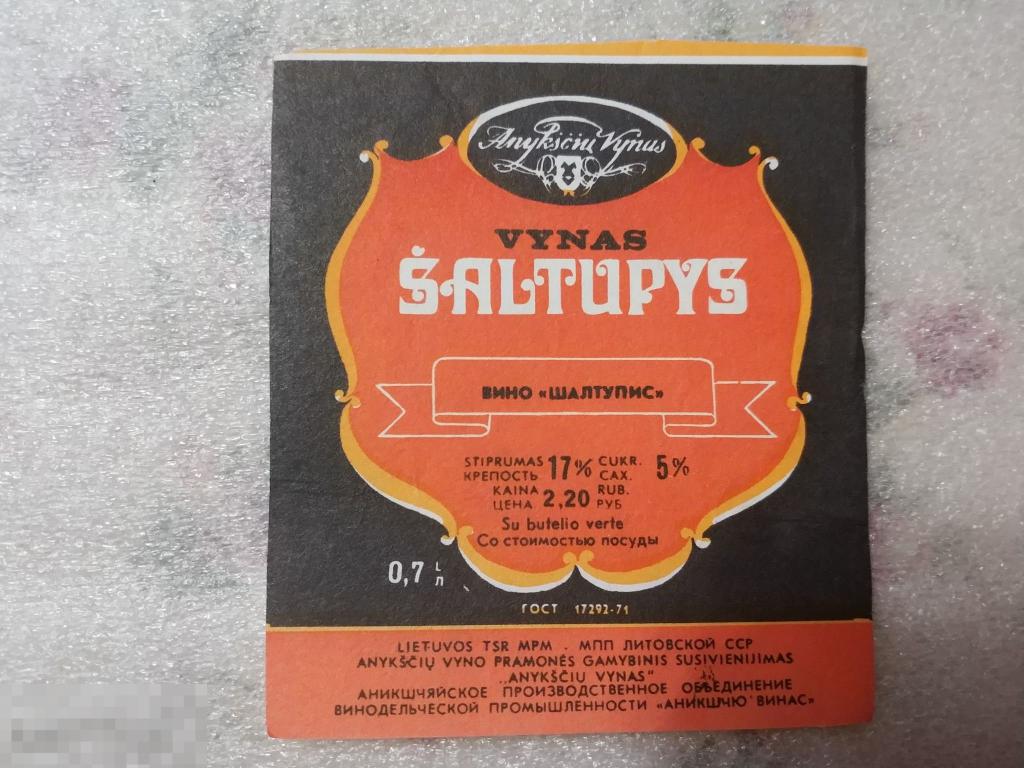 Anykščių Vynas
VYNAS
ŠALTUPYS
ВИНО «ШАЛТУПИС»
STIPRUMAS 17% CUKR. 5%
КРЕПОСТЬ САХ.
KAINA 2,20 RUB.
ЦЕНА РУБ
Su butelio verte
Со стоимостью посуды
0,7 L
Л
ГОСТ 17292-71
LIETUVOS TSR MPM . МПП ЛИТОВСКОЙ ССР
ANYKŠČIŲ VYNO PRAMONĖS GAMYBINIS SUSIVIENIJIMAS
„ANYKŠČIŲ VYNAS"
АНИКШЧЯЙСКОЕ ПРОИЗВОДСТВЕННОЕ ОБЪЕДИНЕНИЕ
ВИНОДЕЛЬЧЕСКОЙ ПРОМЫШЛЕННОСТИ «АНИКШЧЮ ВИНАС»